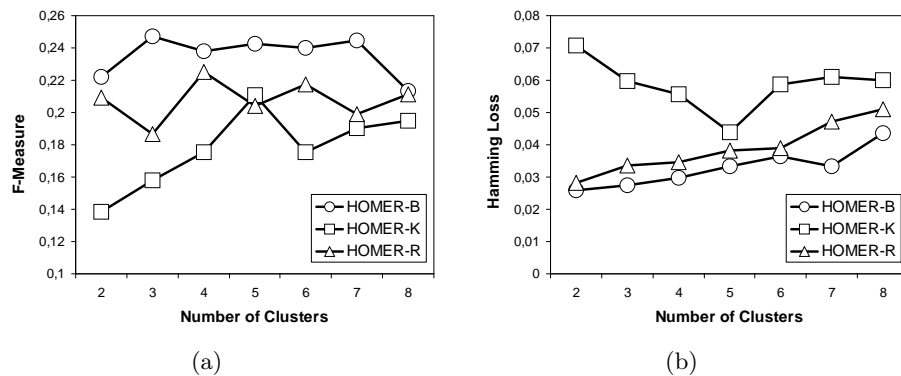 0,26
0,24
0,22
0,2
0,18
0,16
0,14
0,12
0,1
F-Measure
2 3 4 5 6 7 8
Number of Clusters
HOMER-B
HOMER-K
HOMER-R
(a)
0,08
0,07
0,06
0,05
0,04
0,03
0,02
0,01
0
Hamming Loss
2 3 4 5 6 7 8
Number of Clusters
HOMER-B
HOMER-K
HOMER-R
(b)